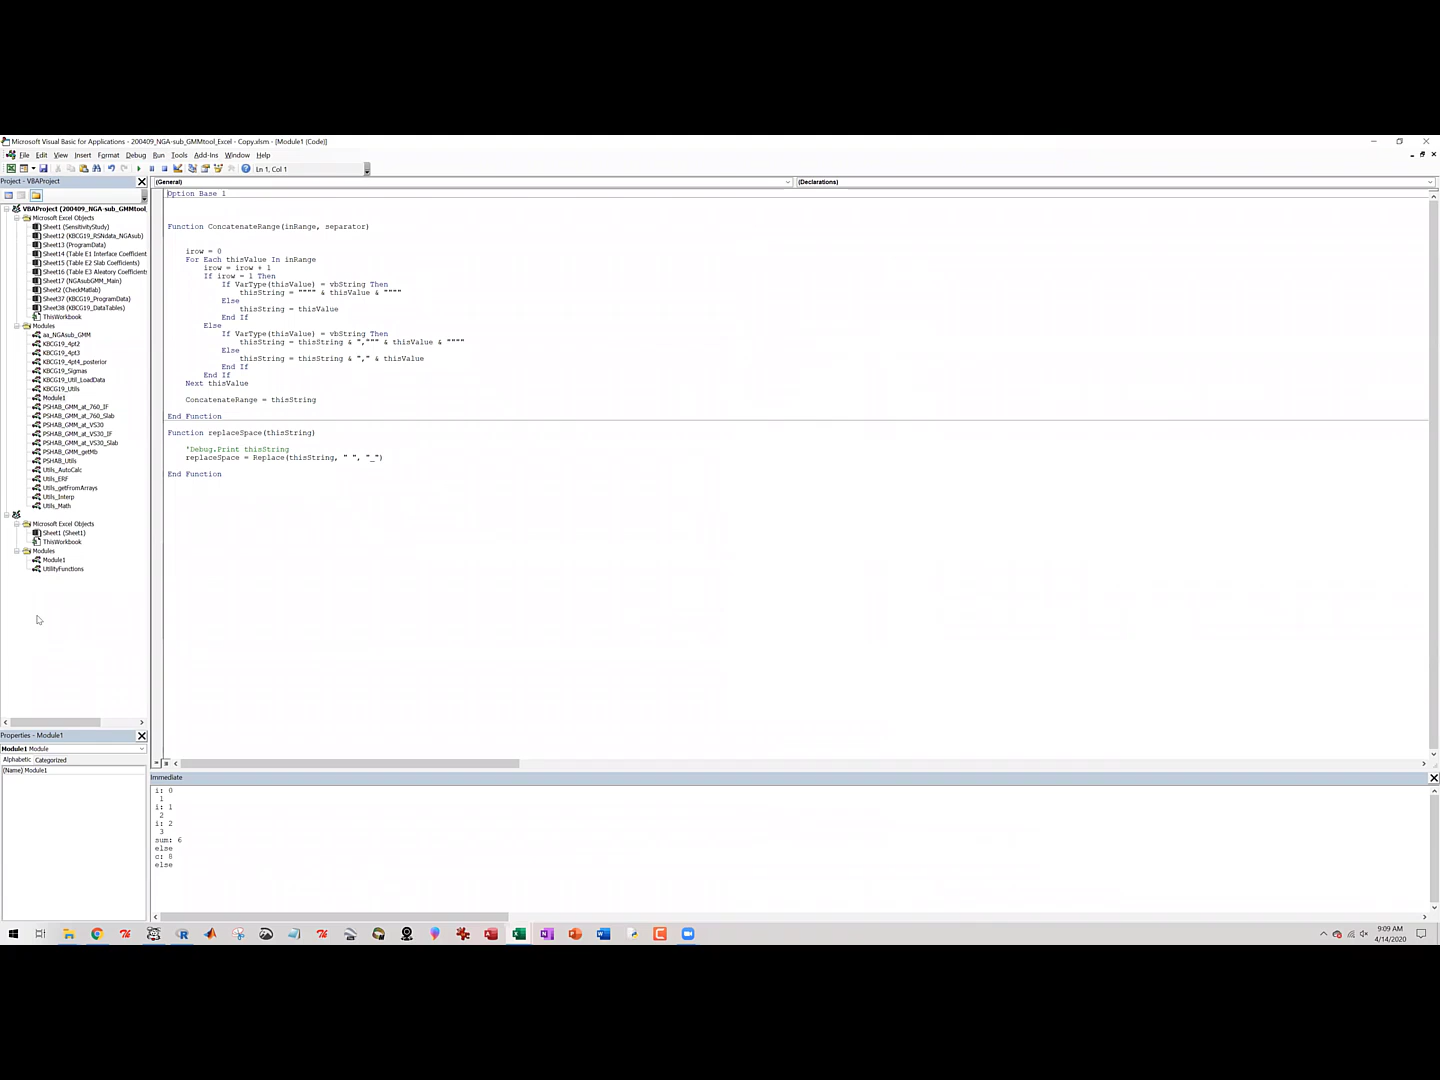 Microsoft Visual Basic for Applications - 200409_NGA-sub_GMMtool_Excel - Copy.xlsm - [Module1 (Code)]
File Edit View Insert Format Debug Run Tools Add-Ins Window Help
Ln 1, Col 1
Project - VBAProject
(General)
(Declarations)
VBAProject (200409_NGA-sub_GMMtool_
Microsoft Excel Objects
Sheet1 (SensitivityStudy)
Sheet12 (KBCG19_RSNdata_NGAsub)
Sheet13 (ProgramData)
Sheet14 (Table E1 Interface Coefficient
Sheet15 (Table E2 Slab Coefficients)
Sheet16 (Table E3 Aleatory Coefficients
Sheet17 (NGAsubGMM_Main)
Sheet2 (CheckMatlab)
Sheet37 (KBCG19_ProgramData)
Sheet38 (KBCG19_DataTables)
ThisWorkbook
Modules
aa_NGAsub_GMM
KBCG19_4pt2
KBCG19_4pt3
KBCG19_4pt4_posterior
KBCG19_Sigmas
KBCG19_Util_LoadData
KBCG19_Utils
Module1
PSHAB_GMM_at_760_IF
PSHAB_GMM_at_760_Slab
PSHAB_GMM_at_VS30
PSHAB_GMM_at_VS30_IF
PSHAB_GMM_at_VS30_Slab
PSHAB_GMM_getMb
PSHAB_Utils
Utils_AutoCalc
Utils_ERF
Utils_getFromArrays
Utils_Interp
Utils_Math
Microsoft Excel Objects
Sheet1 (Sheet1)
ThisWorkbook
Modules
Module1
UtilityFunctions
Properties - Module1
Module1 Module
Alphabetic Categorized
(Name) Module1
Option Base 1
Function ConcatenateRange(inRange, separator)
irow = 0
For Each thisValue In inRange
irow = irow + 1
If irow = 1 Then
If VarType(thisValue) = vbString Then
thisString = """" & thisValue & """"
Else
thisString = thisValue
End If
Else
If VarType(thisValue) = vbString Then
thisString = thisString & ",""" & thisValue & """"
Else
thisString = thisString & "," & thisValue
End If
End If
Next thisValue
ConcatenateRange = thisString
End Function
Function replaceSpace(thisString)
'Debug.Print thisString
replaceSpace = Replace(thisString, " ", "_")
End Function
Immediate
i: 0
1
i: 1
2
i: 2
3
sum: 6
else
c: 8
else
9:09 AM
4/14/2020